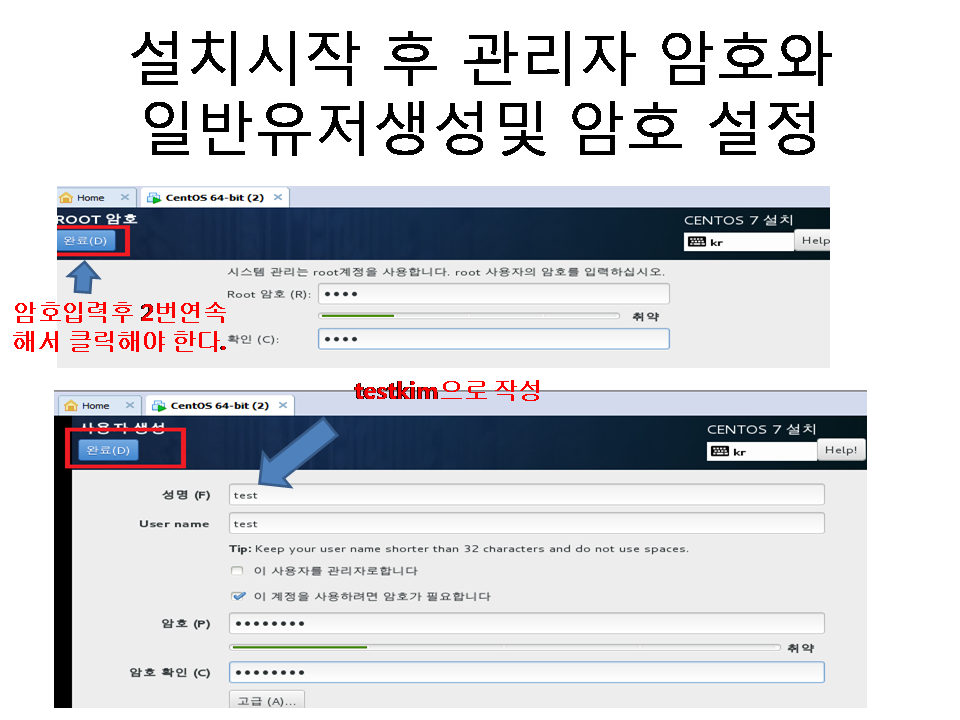 설치시작 후 관리자 암호와
일반유저생성및 암호 설정
Home × CentOS 64-bit (2) ×
ROOT 암호
CENTOS 7 설치
완료(D)
kr
Help
시스템 관리는 root계정을 사용합니다. root 사용자의 암호를 입력하십시오.
Root 암호 (R): ••••
취약
확인 (C): ••••
암호입력후 2번연속
해서 클릭해야 한다.
testkim으로 작성
Home × CentOS 64-bit (2) ×
사용자 생성
CENTOS 7 설치
완료(D)
kr
Help!
성명 (F) test
User name test
Tip: Keep your user name shorter than 32 characters and do not use spaces.
이 사용자를 관리자로합니다
이 계정을 사용하려면 암호가 필요합니다
암호 (P) ••••••••
취약
암호 확인 (C) ••••••••
고급 (A)...